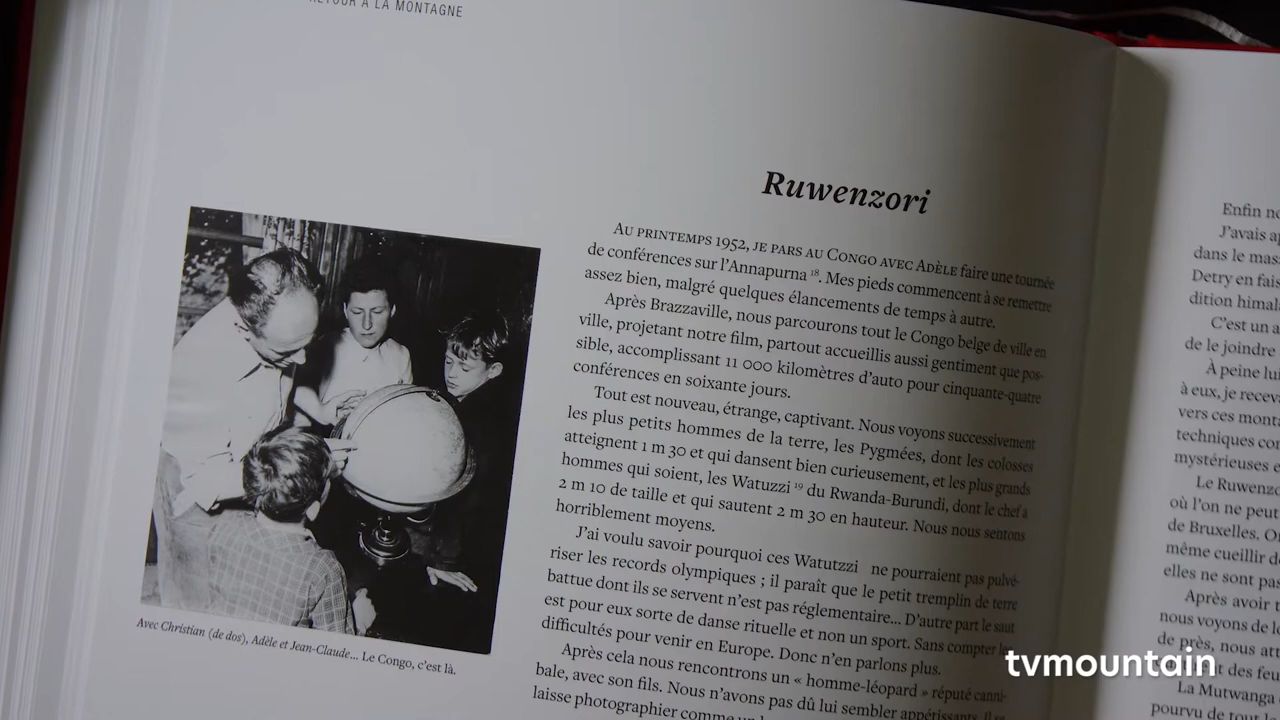 RETOUR À LA MONTAGNE
Ruwenzori
AU PRINTEMPS 1952, JE PARS AU CONGO AVEC ADÈLE faire une tournée
de conférences sur l'Annapurna 18. Mes pieds commencent à se remettre
assez bien, malgré quelques élancements de temps à autre.
Après Brazzaville, nous parcourons tout le Congo belge de ville en
ville, projetant notre film, partout accueillis aussi gentiment que pos-
sible, accomplissant 11 000 kilomètres d'auto pour cinquante-quatre
conférences en soixante jours.
Tout est nouveau, étrange, captivant. Nous voyons successivement
les plus petits hommes de la terre, les Pygmées, dont les colosses
atteignent 1 m 30 et qui dansent bien curieusement, et les plus grands
hommes qui soient, les Watuzzi 19 du Rwanda-Burundi, dont le chef a
2 m 10 de taille et qui sautent 2 m 30 en hauteur. Nous nous sentons
horriblement moyens.
J'ai voulu savoir pourquoi ces Watutzzi ne pourraient pas pulvé-
riser les records olympiques ; il paraît que le petit tremplin de terre
battue dont ils se servent n'est pas réglementaire... D'autre part le saut
est pour eux sorte de danse rituelle et non un sport. Sans compter les
difficultés pour venir en Europe. Donc n'en parlons plus.
Après cela nous rencontrons un « homme-léopard » réputé canni-
bale, avec son fils. Nous n'avons pas dû lui sembler appétissants. Il se
laisse photographier comme un
Avec Christian (de dos), Adèle et Jean-Claude... Le Congo, c'est là.
Enfin
J'avais
dans le mas
Detry en fais
dition himal
C'est un
de le joindre
À peine lui
à eux, je recev
vers ces mont
techniques co
mystérieuses
Le Ruwenzo
où l'on ne peut
de Bruxelles.
même cueillir
elles ne sont pas
Après avoir
nous voyons de
de près, nous att
des feu
La Mutwanga
pourvu de tout
tvmountain